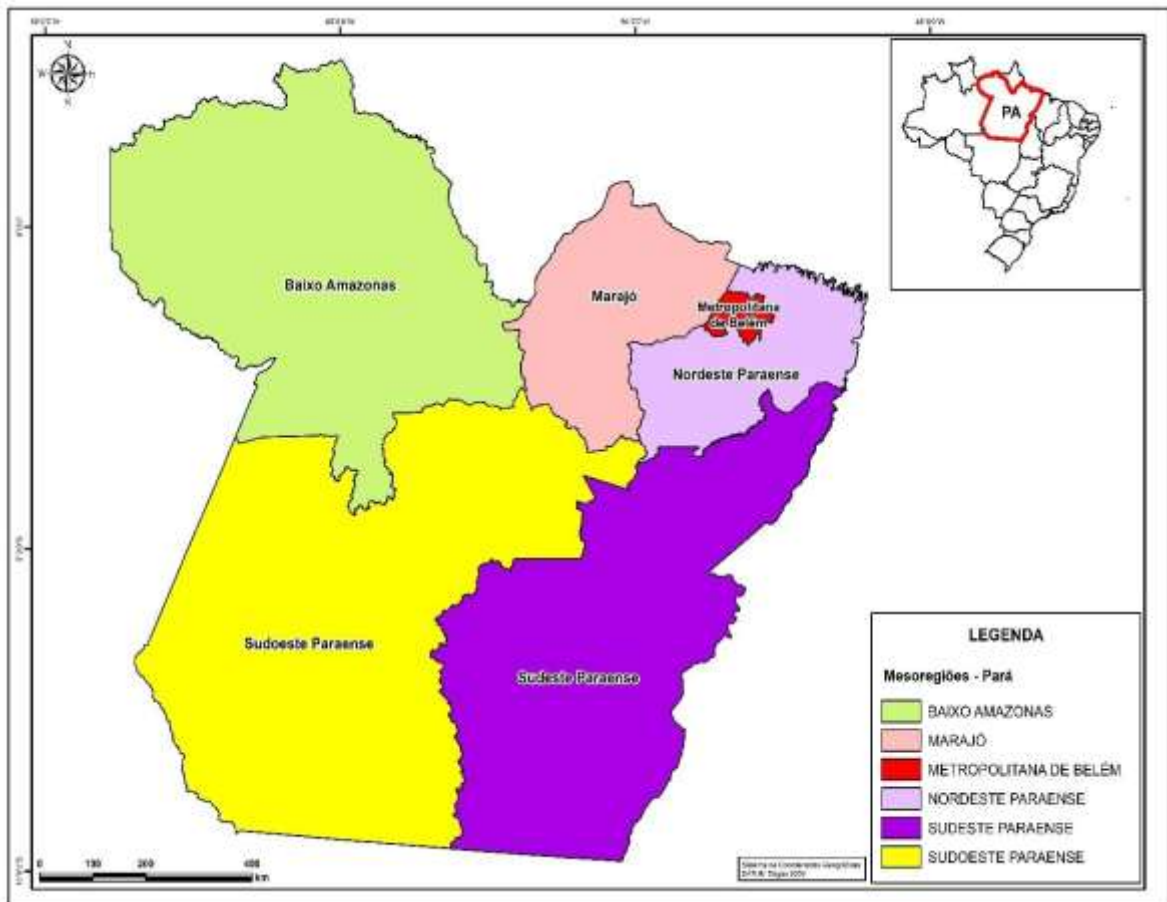 N
W
PA
Baixo Amazonas
Marajó
Metropolitana
de Belém
Nordeste Paraense
Sudoeste Paraense
Sudeste Paraense
LEGENDA
Mesoregiões - Pará
BAIXO AMAZONAS
MARAJÓ
METROPOLITANA DE BELÉM
NORDESTE PARAENSE
SUDESTE PARAENSE
SUDOESTE PARAENSE
0 100 200 400
km